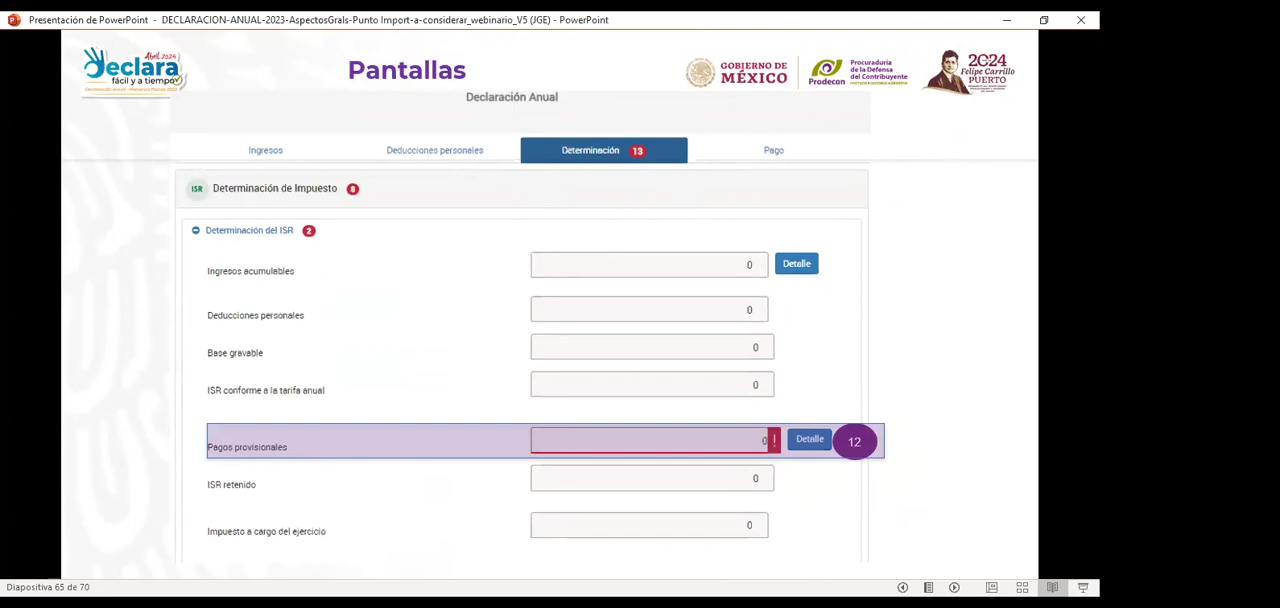 Presentación de PowerPoint - DECLARACION-ANUAL-2023-AspectosGrals-Punto Import-a-considerar_webinario_V5 (JGE) - PowerPoint
Abril 2024
Declara
fácil y a tiempo
Pantallas
GOBIERNO DE
MÉXICO
Prodecon
Procuraduría
de la Defensa
del Contribuyente
2024
Felipe Carrillo
PUERTO
Declaración Anual
Ingresos
Deducciones personales
Determinación 13
Pago
ISR Determinación de Impuesto 8
Determinación del ISR 2
Ingresos acumulables 0 Detalle
Deducciones personales 0
Base gravable 0
ISR conforme a la tarifa anual 0
Pagos provisionales 0 ! Detalle 12
ISR retenido 0
Impuesto a cargo del ejercicio 0
Diapositiva 65 de 70